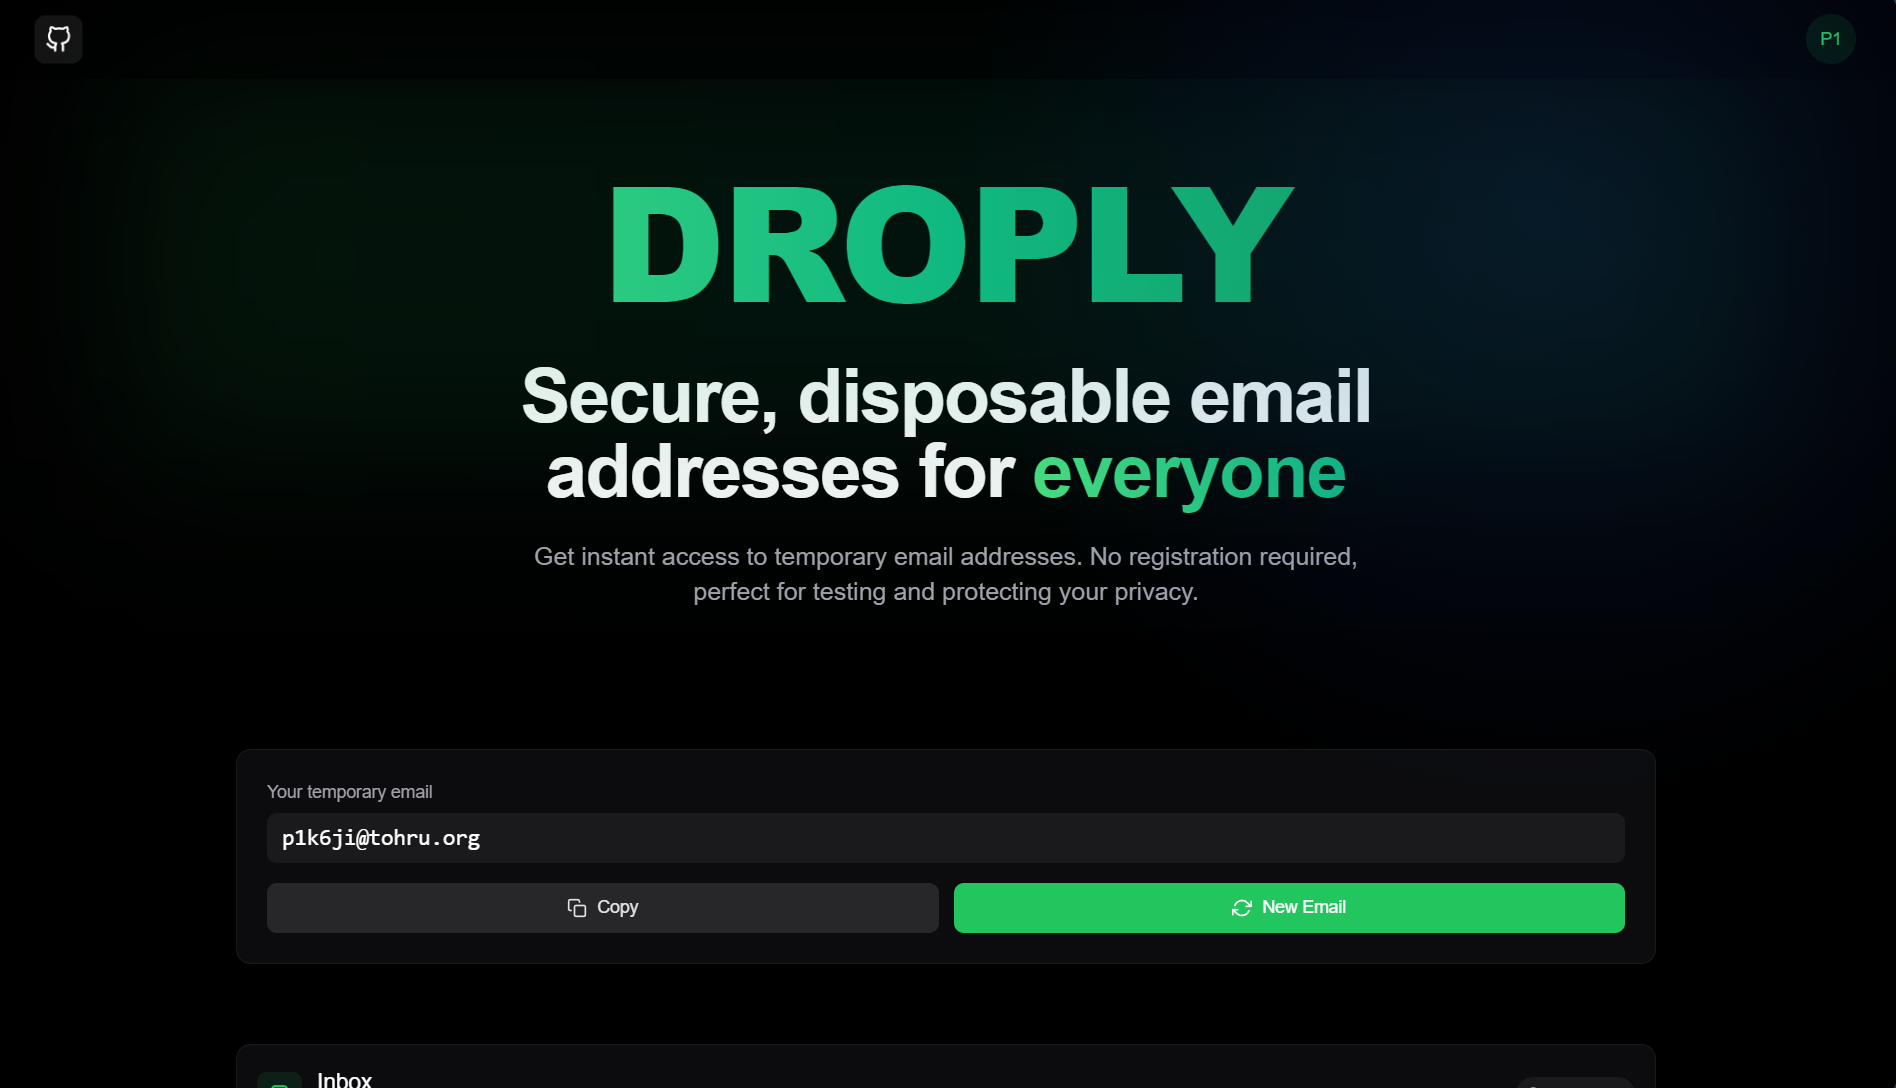 P1
DROPLY
Secure, disposable email
addresses for everyone
Get instant access to temporary email addresses. No registration required,
perfect for testing and protecting your privacy.
Your temporary email
p1k6ji@tohru.org
Copy
New Email
Inbox